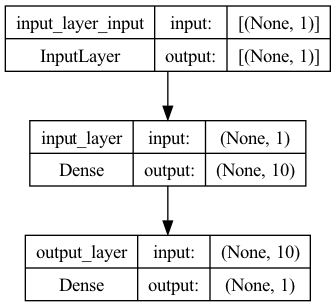 input_layer_input input: [(None, 1)]
InputLayer output: [(None, 1)]
input_layer input: (None, 1)
Dense output: (None, 10)
output_layer input: (None, 10)
Dense output: (None, 1)